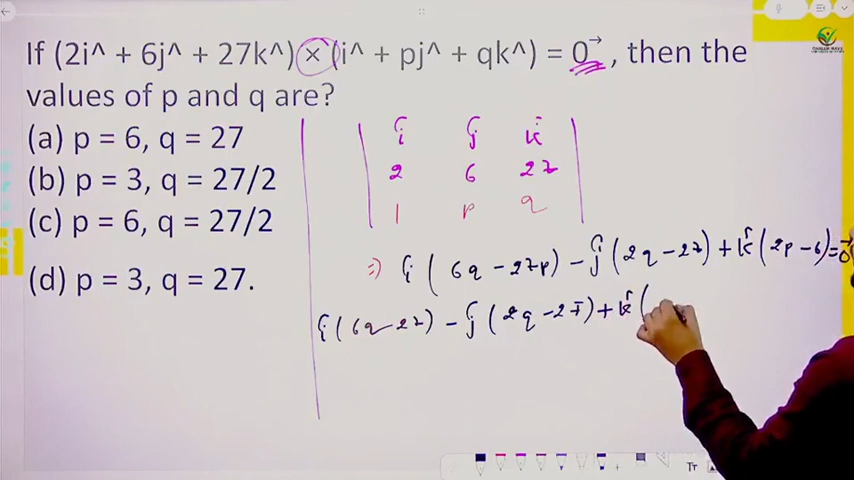 If (2i^ + 6j^ + 27k^) × (i^ + pj^ + qk^) = 0→ , then the
values of p and q are?
(a) p = 6, q = 27
(b) p = 3, q = 27/2
(c) p = 6, q = 27/2
(d) p = 3, q = 27.
î ĵ k̂
2 6 27
1 p q
⇒) î ( 6q - 27p) - ĵ (2q - 27) + k̂ (2p - 6) = 0→
î ( 6q - 27) - ĵ (2q - 27) + k̂ (
Tт